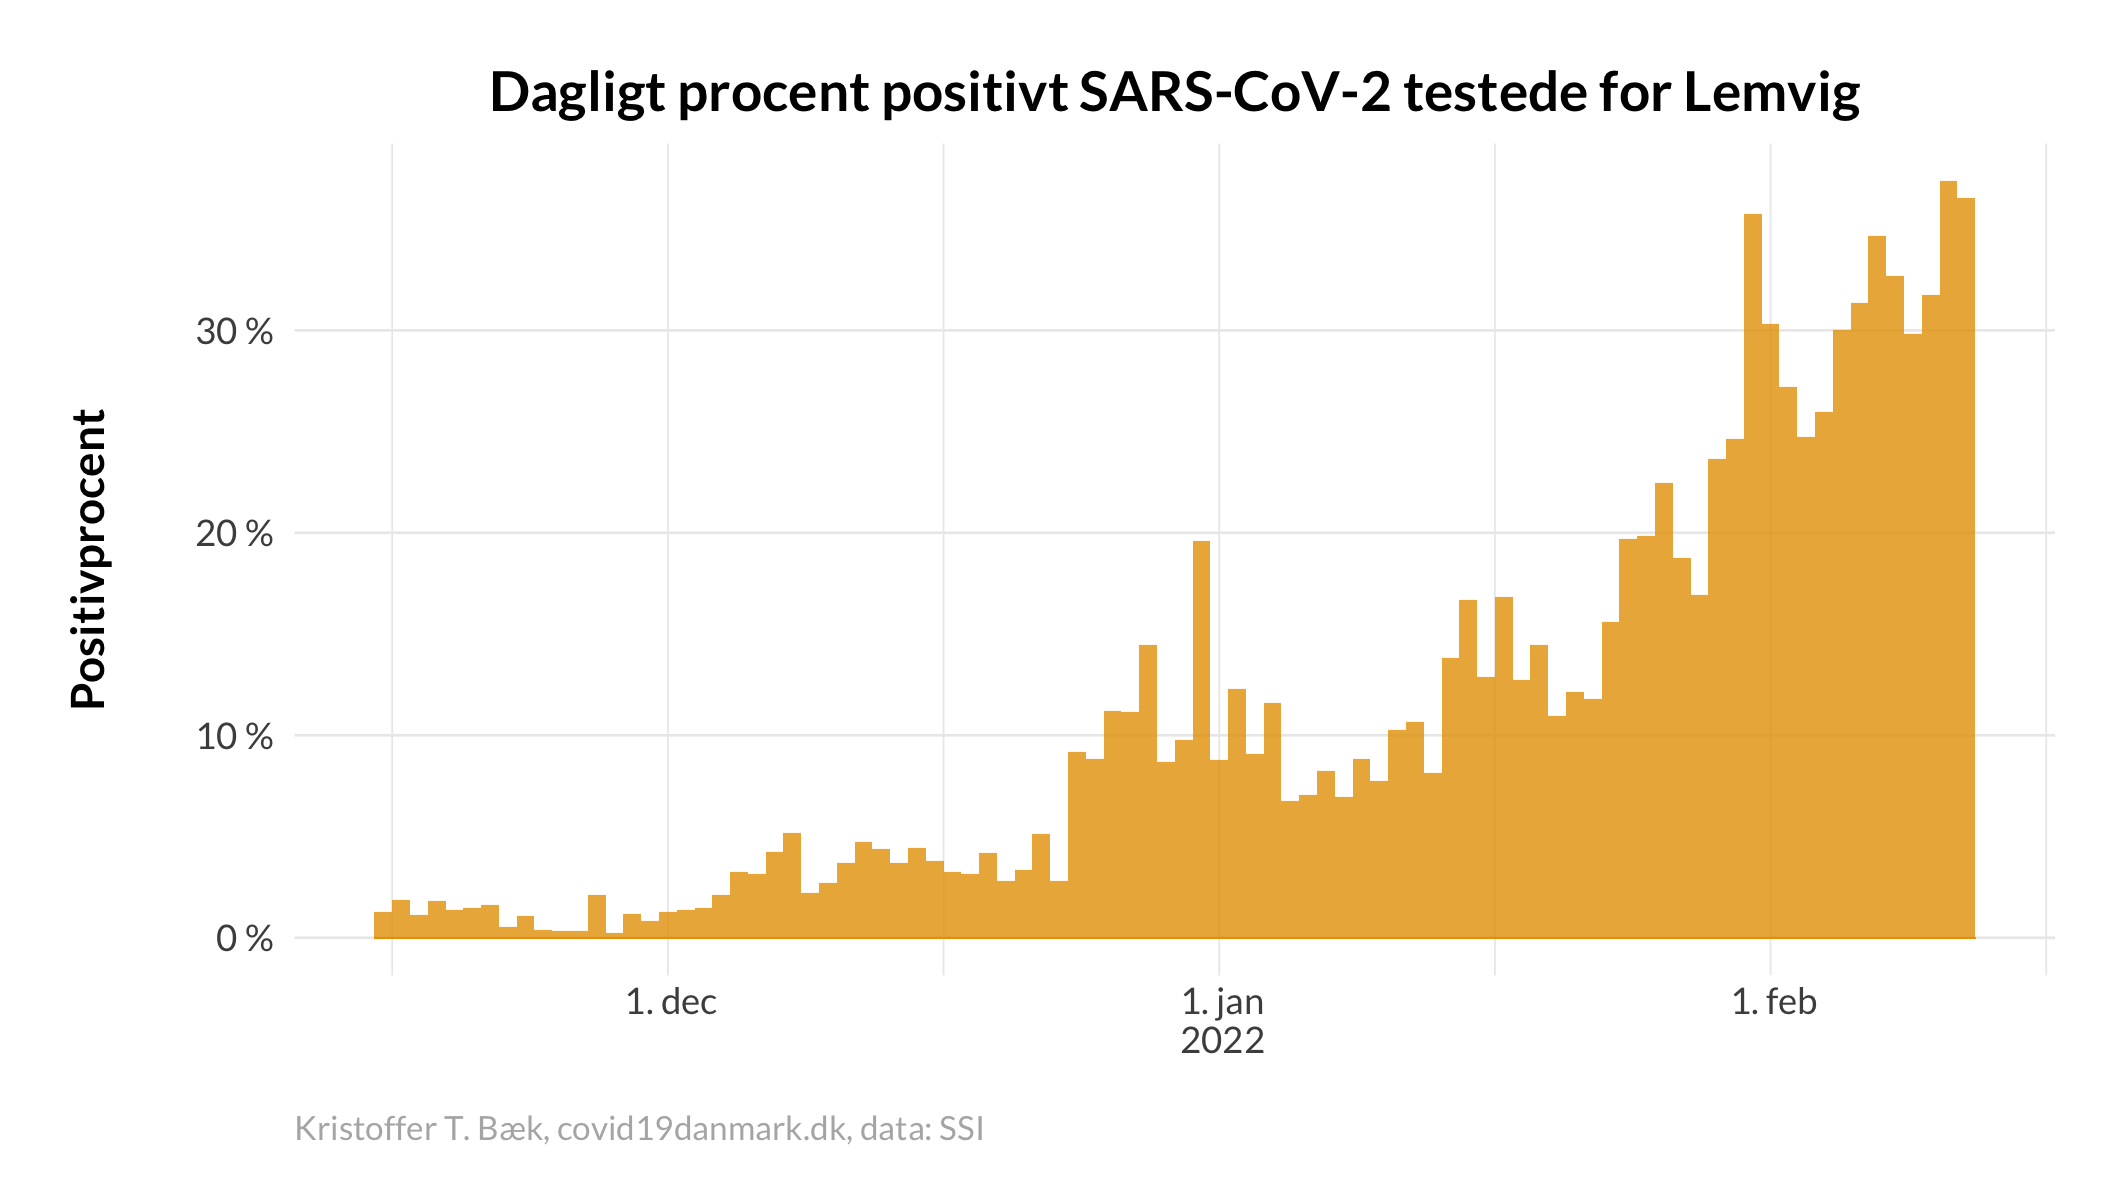 Dagligt procent positivt SARS-CoV-2 testede for Lemvig
Positivprocent
30 %
20 %
10 %
0 %
1. dec
1. jan
2022
1. feb
Kristoffer T. Bæk, covid19danmark.dk, data: SSI